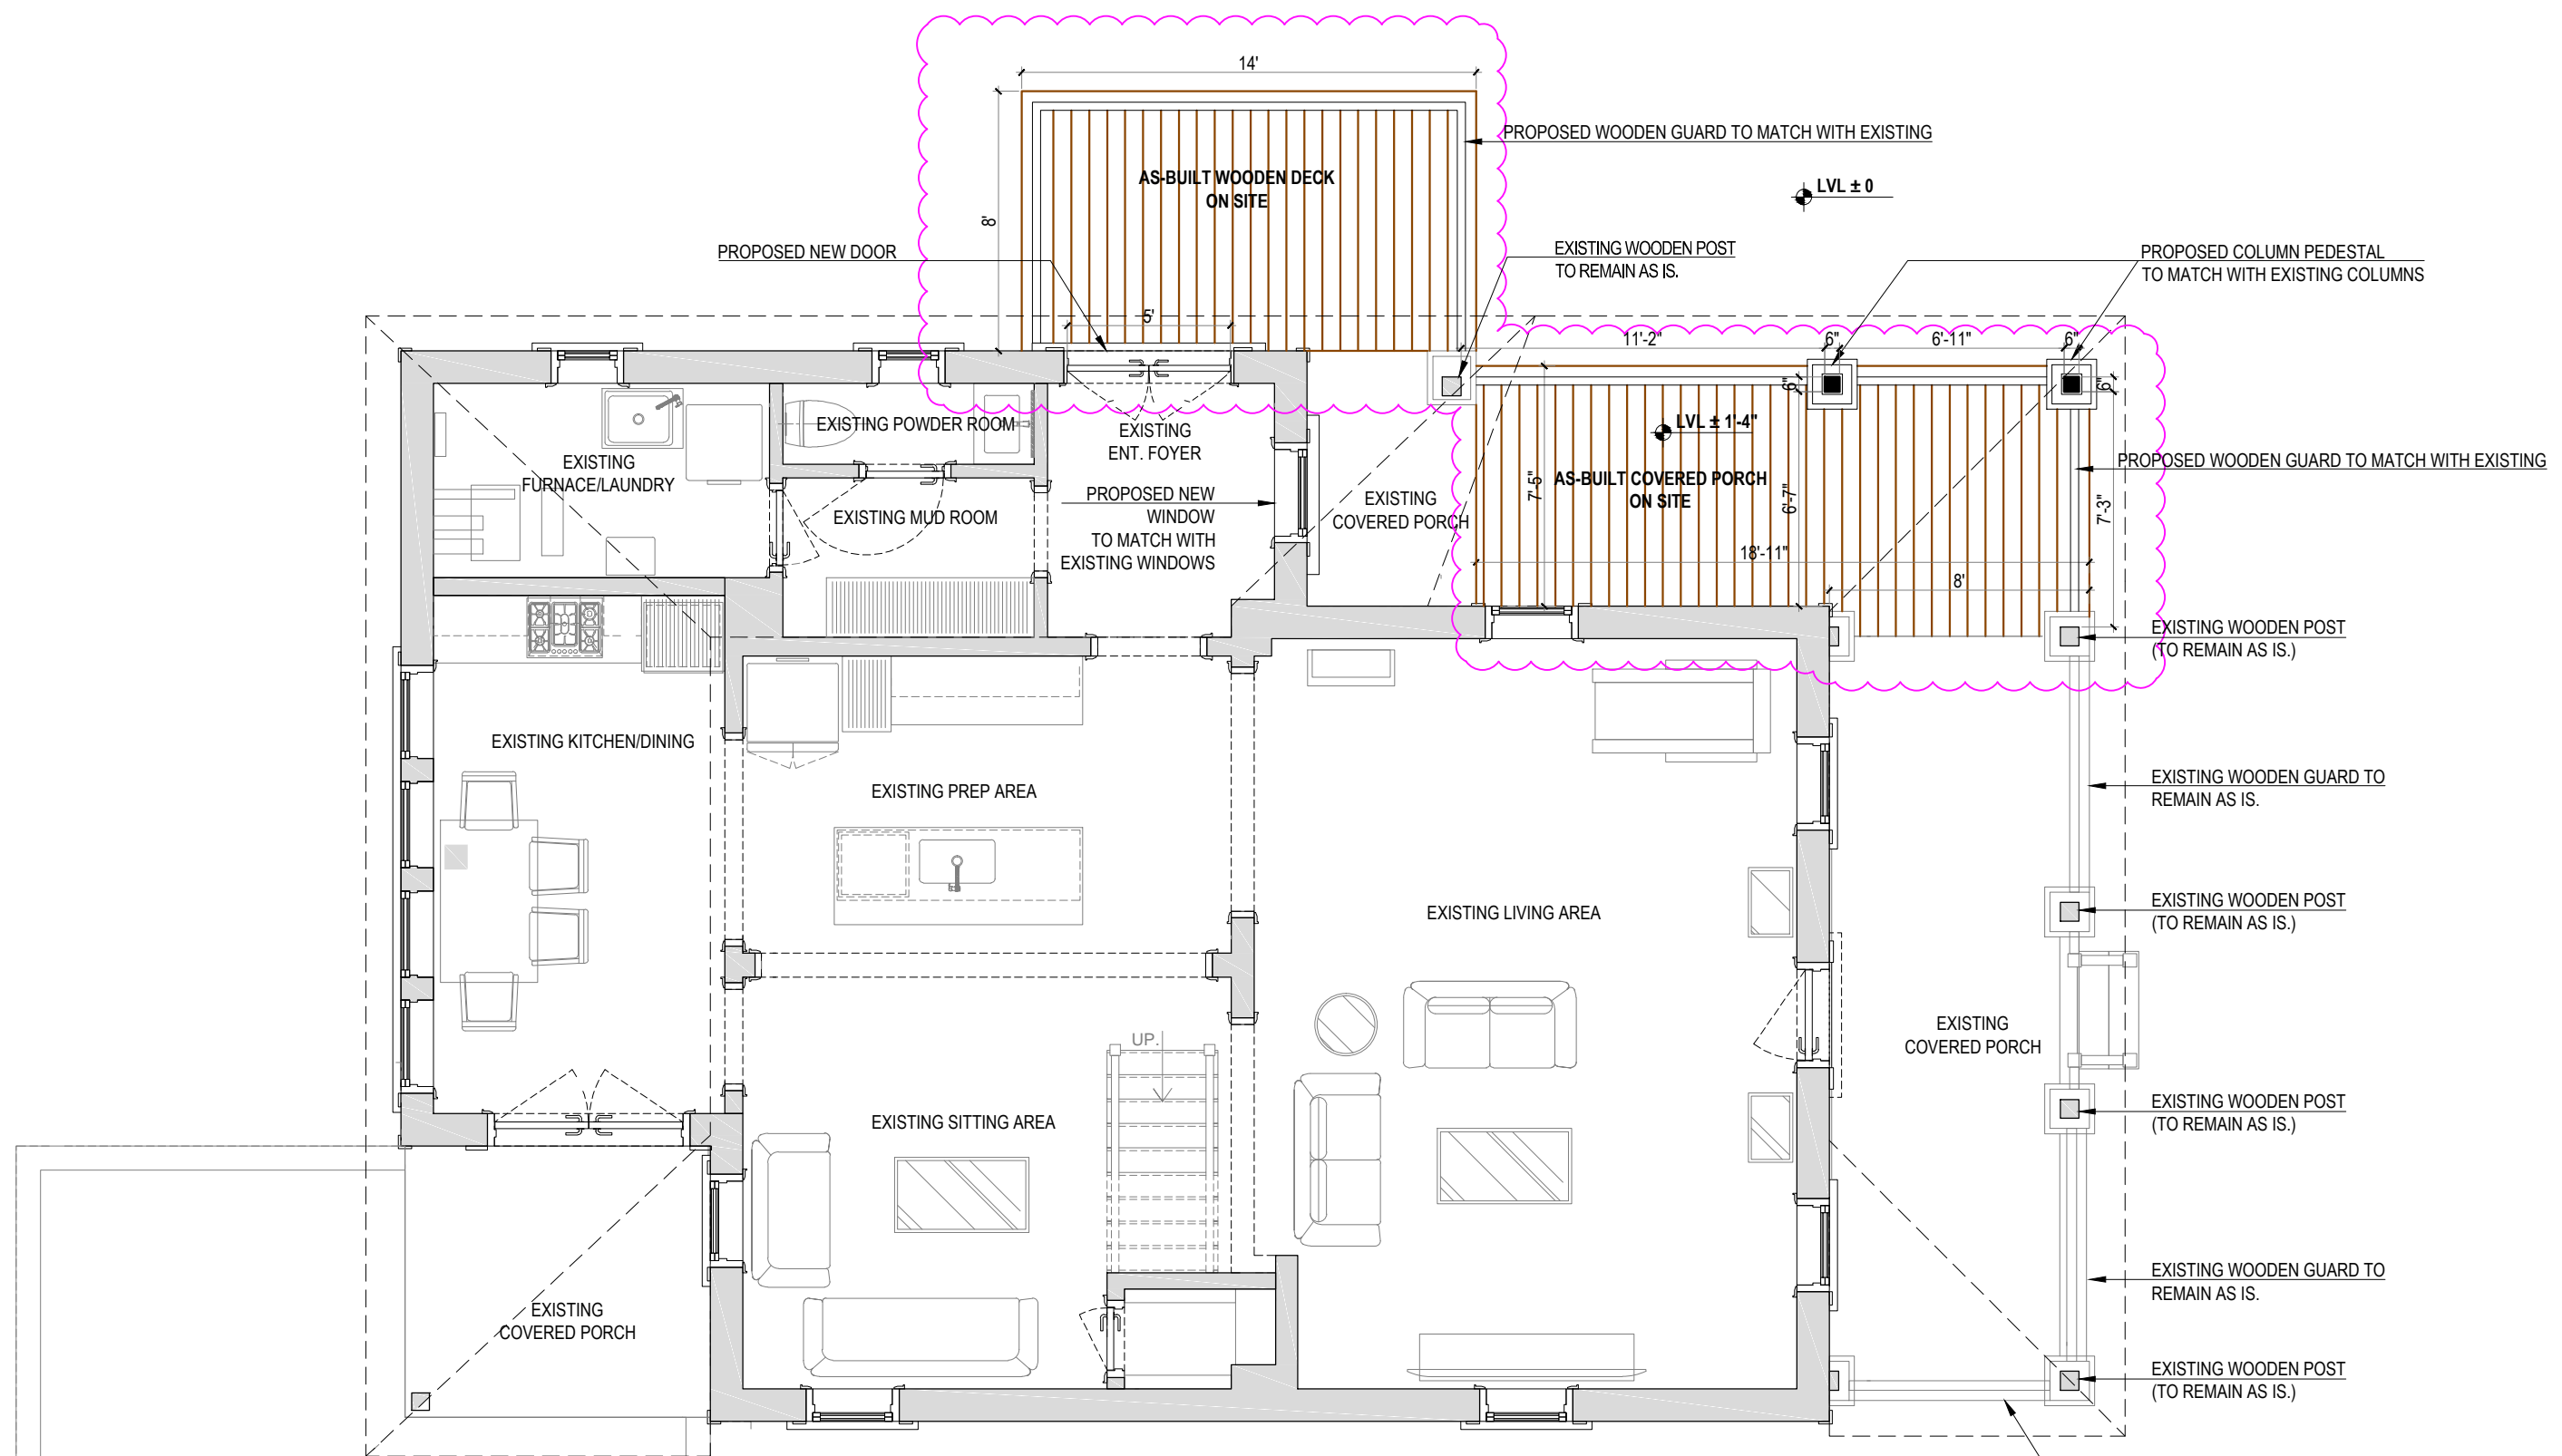 14'
PROPOSED WOODEN GUARD TO MATCH WITH EXISTING
AS-BUILT WOODEN DECK
ON SITE
LVL ± 0
8'
PROPOSED NEW DOOR
EXISTING WOODEN POST
TO REMAIN AS IS.
PROPOSED COLUMN PEDESTAL
TO MATCH WITH EXISTING COLUMNS
5'
11'-2"
6"
6'-11"
6"
6"
6"
EXISTING POWDER ROOM
EXISTING
ENT. FOYER
LVL ± 1'-4"
EXISTING
FURNACE/LAUNDRY
PROPOSED WOODEN GUARD TO MATCH WITH EXISTING
AS-BUILT COVERED PORCH
ON SITE
7'-5"
6'-7"
7'-3"
PROPOSED NEW
WINDOW
TO MATCH WITH
EXISTING WINDOWS
EXISTING
COVERED PORCH
EXISTING MUD ROOM
18'-11"
8'
EXISTING WOODEN POST
(TO REMAIN AS IS.)
EXISTING KITCHEN/DINING
EXISTING PREP AREA
EXISTING WOODEN GUARD TO
REMAIN AS IS.
EXISTING LIVING AREA
EXISTING WOODEN POST
(TO REMAIN AS IS.)
UP.
EXISTING
COVERED PORCH
EXISTING SITTING AREA
EXISTING WOODEN POST
(TO REMAIN AS IS.)
EXISTING
COVERED PORCH
EXISTING WOODEN GUARD TO
REMAIN AS IS.
EXISTING WOODEN POST
(TO REMAIN AS IS.)